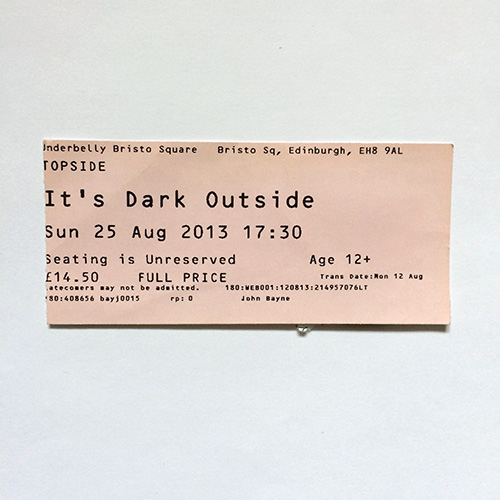 Underbelly Bristo Square Bristo Sq, Edinburgh, EH8 9AL
TOPSIDE
It's Dark Outside
Sun 25 Aug 2013 17:30
Seating is Unreserved Age 12+
£14.50 FULL PRICE Trans Date:Mon 12 Aug
Latecomers may not be admitted. 180:WEB001:120813:214957076LT
180:408656 bayj0015 rp: 0 John Bayne